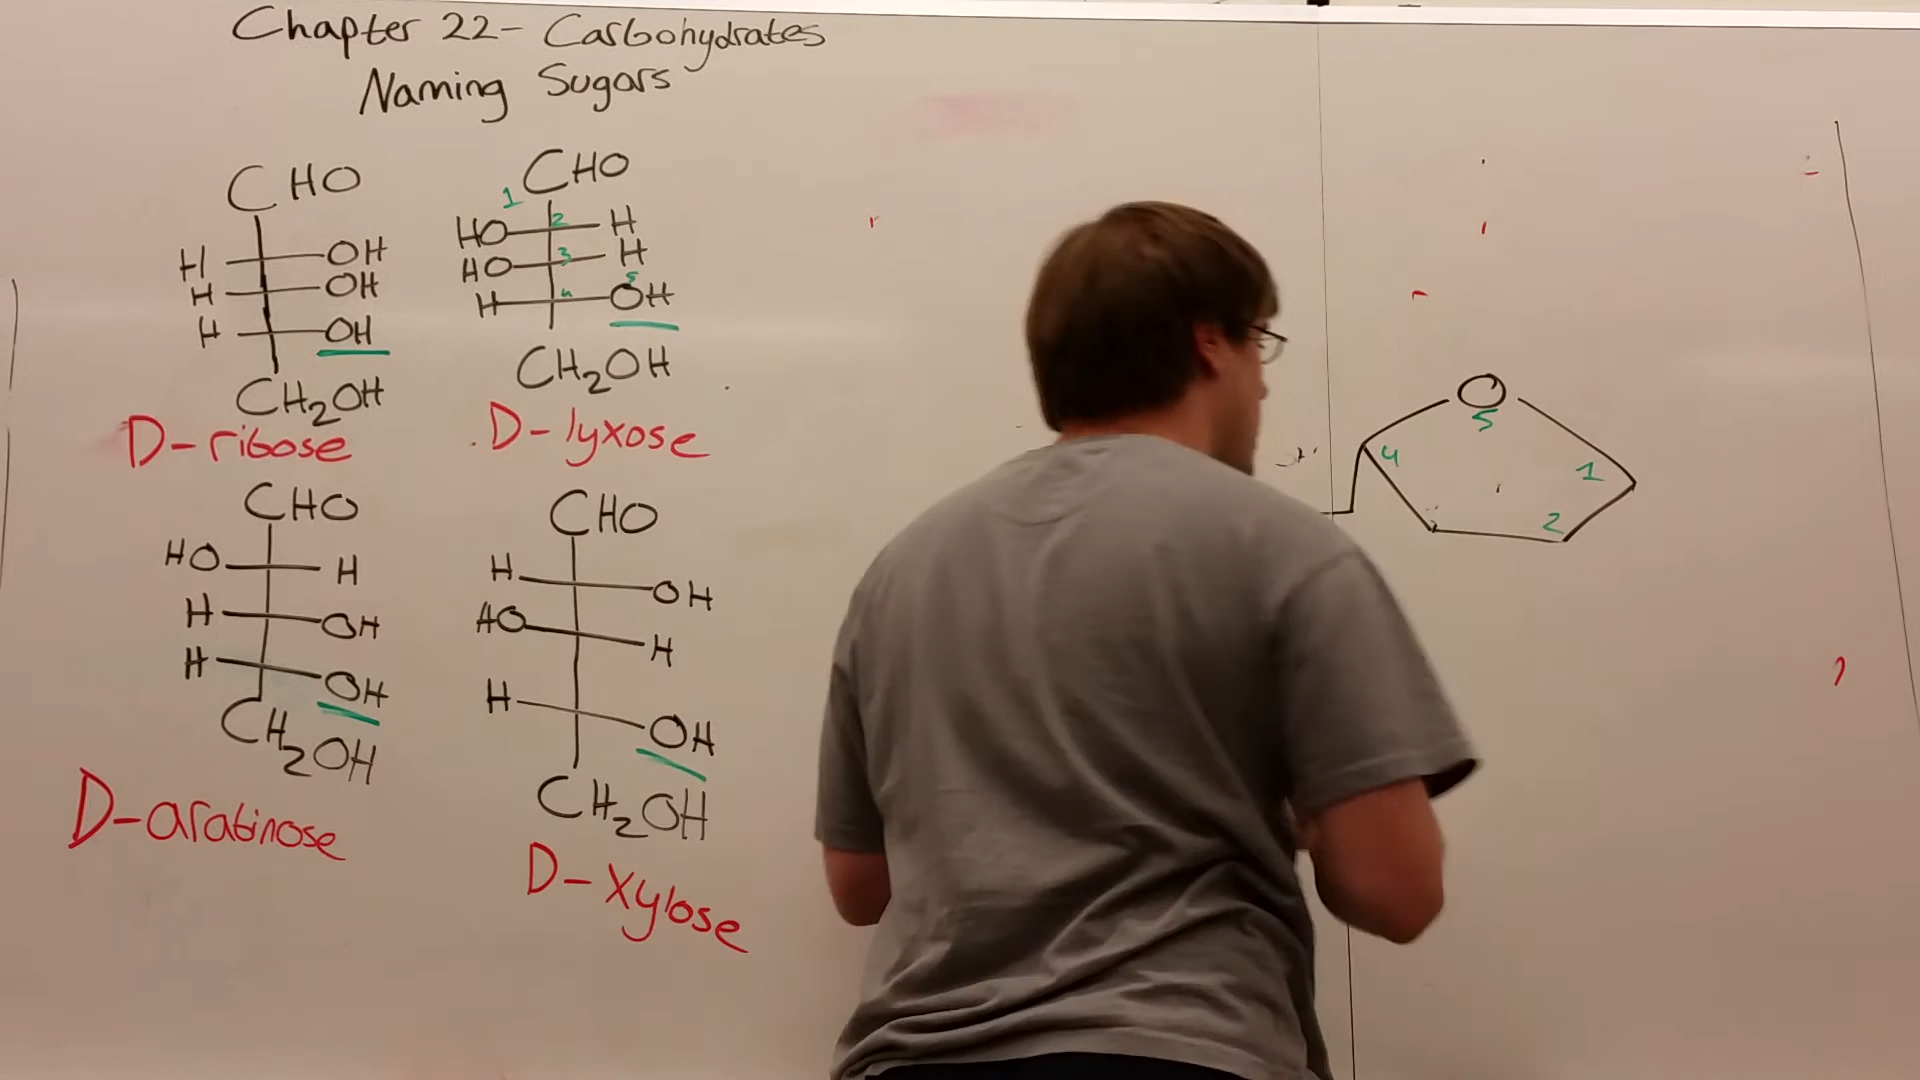 Chapter 22- Carbohydrates
Naming Sugars
CHO
H OH
H OH
H OH
CH2OH
D-ribose
1 CHO
HO 2 H
HO 3 H
H 4 5 OH
CH2OH
D-lyxose
CHO
HO H
H OH
H OH
CH2OH
D-arabinose
CHO
H OH
HO H
H OH
CH2OH
D-xylose
O
5
4 1
2